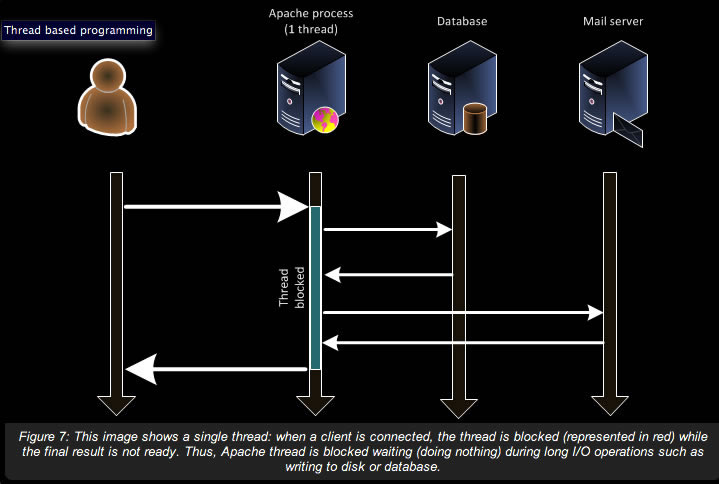 Thread based programming
Apache process
(1 thread)
Database
Mail server
Thread
blocked
Figure 7: This image shows a single thread: when a client is connected, the thread is blocked (represented in red) while
the final result is not ready. Thus, Apache thread is blocked waiting (doing nothing) during long I/O operations such as
writing to disk or database.